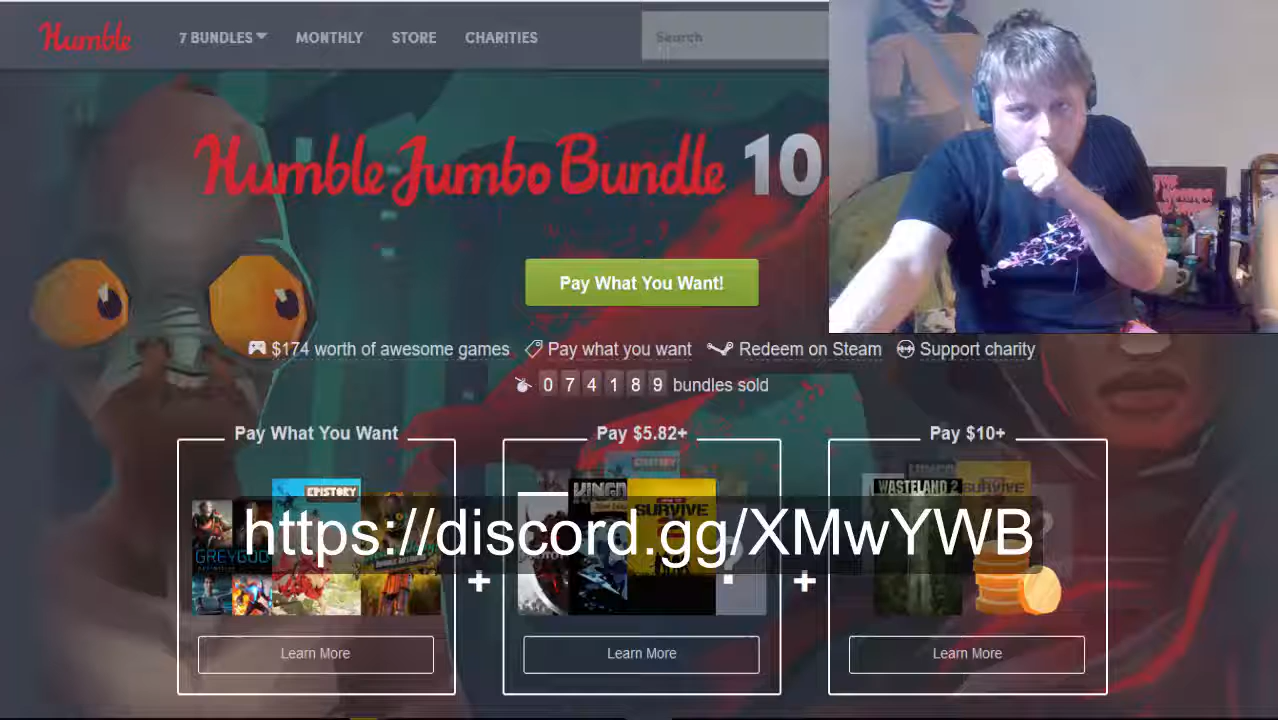 Humble
7 BUNDLES
MONTHLY
STORE
CHARITIES
Search
Humble Jumbo Bundle 10
Pay What You Want!
$174 worth of awesome games
Pay what you want
Redeem on Steam
Support charity
0 7 4 1 8 9 bundles sold
Pay What You Want
Pay $5.82+
Pay $10+
EPISTORY
WASTELAND 2
SURVIVE
SURVIVE
https://discord.gg/XMwYWB
+
+
Learn More
Learn More
Learn More